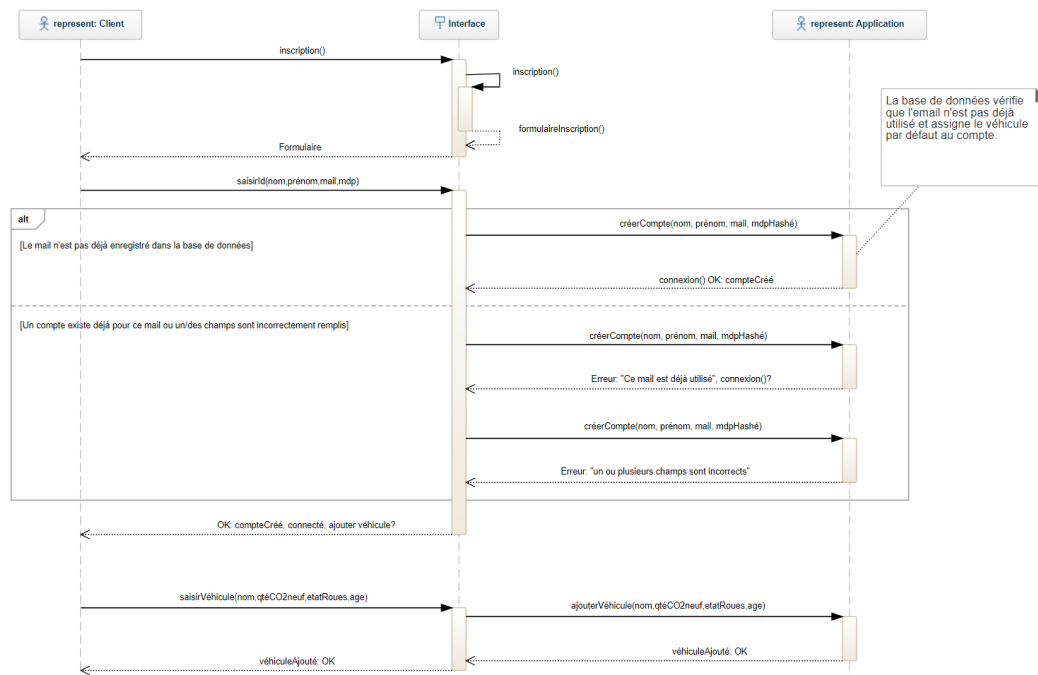 represent: Client
Interface
represent: Application
inscription()
inscription()
formulaireInscription()
Formulaire
La base de données vérifie
que l'email n'est pas déjà
utilisé et assigne le véhicule
par défaut au compte.
saisirId(nom,prénom,mail,mdp)
alt
[Le mail n'est pas déjà enregistré dans la base de données]
créerCompte(nom, prénom, mail, mdpHashé)
connexion() OK: compteCréé
[Un compte existe déjà pour ce mail ou un/des champs sont incorrectement remplis]
créerCompte(nom, prénom, mail, mdpHashé)
Erreur: "Ce mail est déjà utilisé", connexion()?
créerCompte(nom, prénom, mail, mdpHashé)
Erreur: "un ou plusieurs champs sont incorrects"
OK: compteCréé, connecté, ajouter véhicule?
saisirVéhicule(nom,qtéCO2neuf,etatRoues,age)
ajouterVéhicule(nom,qtéCO2neuf,etatRoues,age)
véhiculeAjouté: OK
véhiculeAjouté: OK